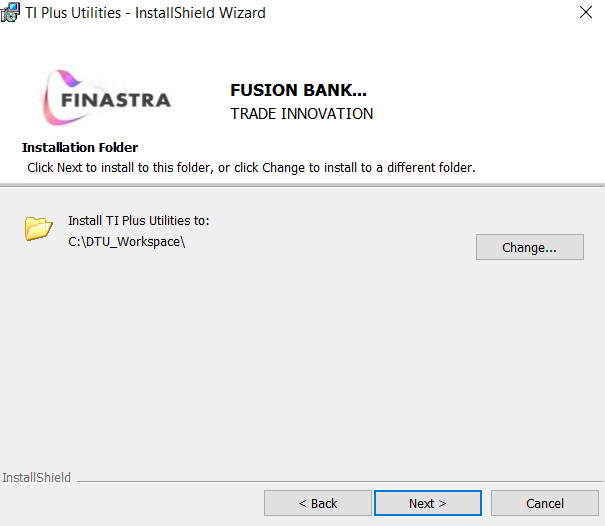 TI Plus Utilities - InstallShield Wizard
FINASTRA
FUSION BANK...
TRADE INNOVATION
Installation Folder
Click Next to install to this folder, or click Change to install to a different folder.
Install TI Plus Utilities to:
C:\DTU_Workspace\
Change...
InstallShield
< Back
Next >
Cancel